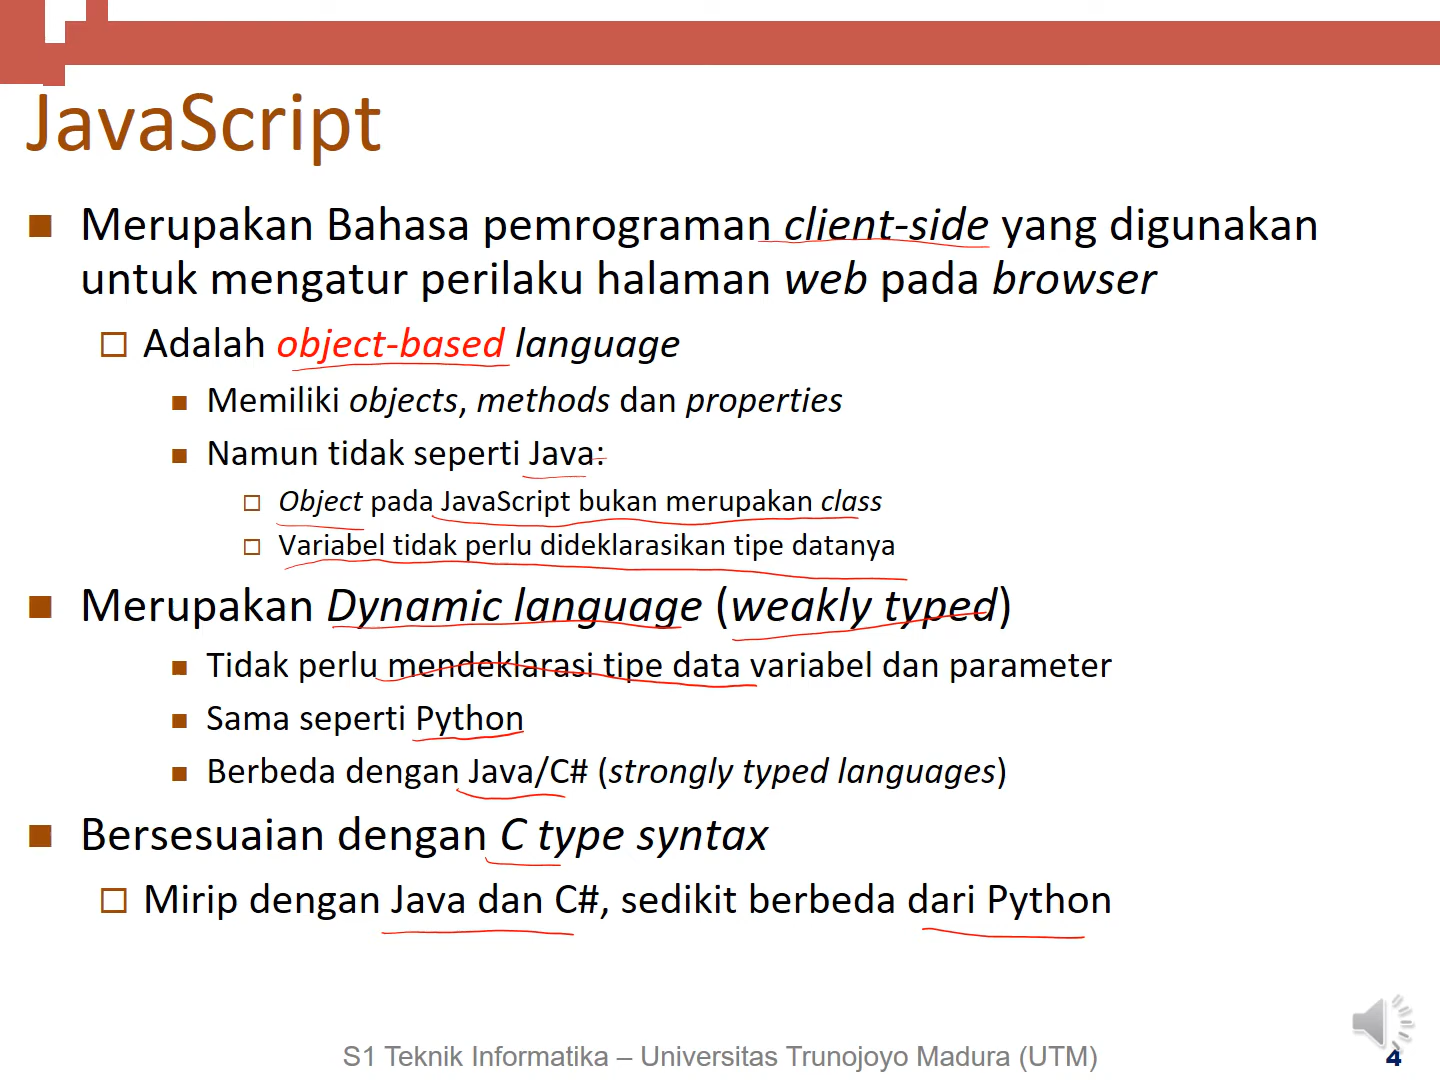 JavaScript
Merupakan Bahasa pemrograman client-side yang digunakan
untuk mengatur perilaku halaman web pada browser
Adalah object-based language
Memiliki objects, methods dan properties
Namun tidak seperti Java:
Object pada JavaScript bukan merupakan class
Variabel tidak perlu dideklarasikan tipe datanya
Merupakan Dynamic language (weakly typed)
Tidak perlu mendeklarasi tipe data variabel dan parameter
Sama seperti Python
Berbeda dengan Java/C# (strongly typed languages)
Bersesuaian dengan C type syntax
Mirip dengan Java dan C#, sedikit berbeda dari Python
S1 Teknik Informatika – Universitas Trunojoyo Madura (UTM)
4